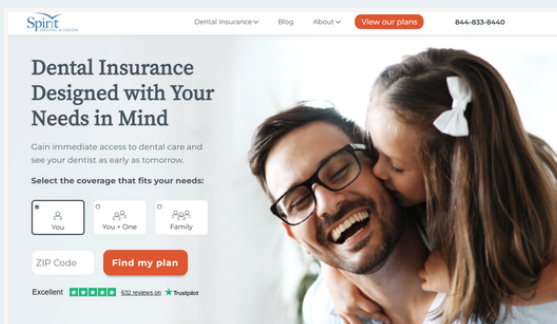 Spirit
DENTAL & VISION
Dental Insurance Blog About View our plans 844-833-8440
Dental Insurance
Designed with Your
Needs in Mind
Gain immediate access to dental care and
see your dentist as early as tomorrow.
Select the coverage that fits your needs:
You You + One Family
ZIP Code Find my plan
Excellent 632 reviews on Trustpilot